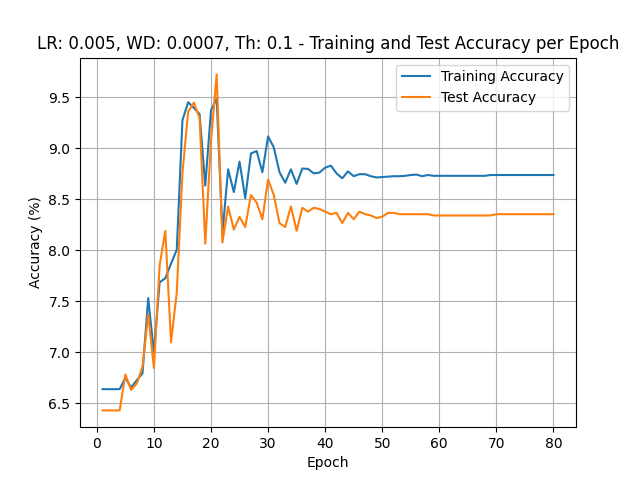 LR: 0.005, WD: 0.0007, Th: 0.1 - Training and Test Accuracy per Epoch
Training Accuracy
Test Accuracy
9.5
9.0
8.5
8.0
7.5
7.0
6.5
Accuracy (%)
0 10 20 30 40 50 60 70 80
Epoch